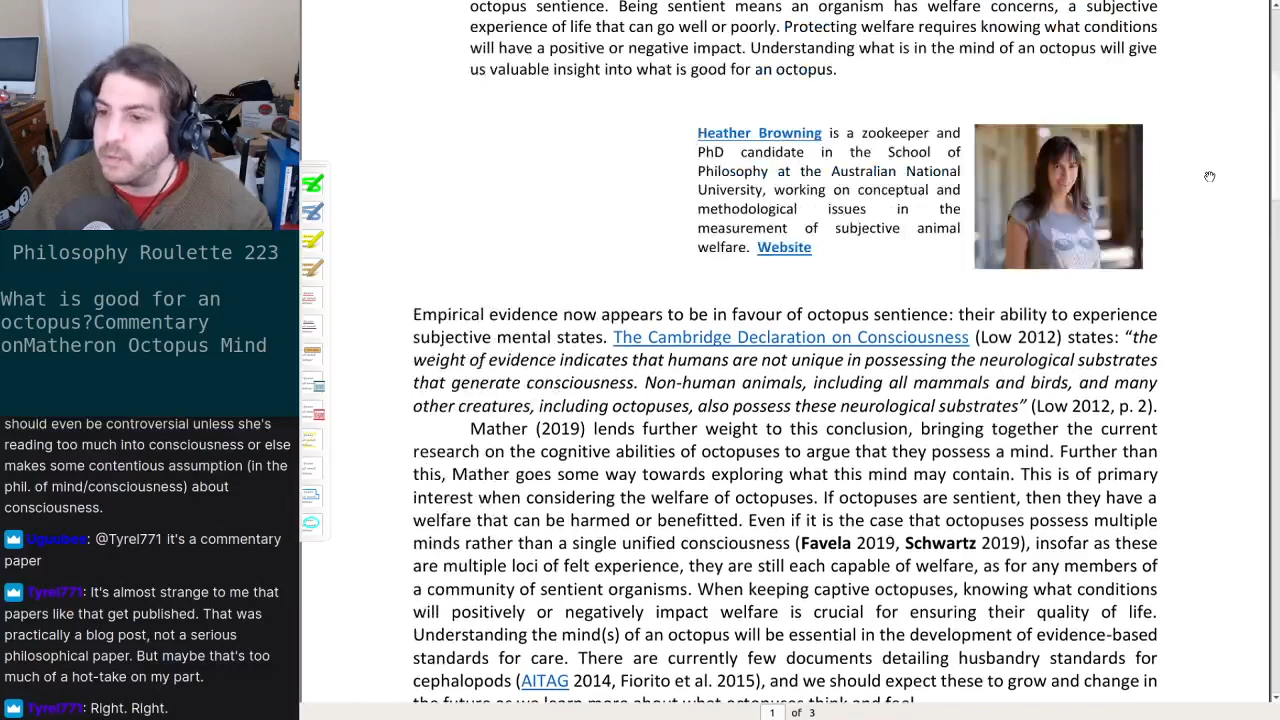 octopus sentience. Being sentient means an organism has welfare concerns, a subjective
experience of life that can go well or poorly. Protecting welfare requires knowing what conditions
will have a positive or negative impact. Understanding what is in the mind of an octopus will give
us valuable insight into what is good for an octopus.
Heather Browning is a zookeeper and
PhD candidate in the School of
Philosophy at the Australian National
University, working on conceptual and
methodological issues in the
measurement of subjective animal
welfare. Website
Philosophy Roulette 223
What is good for an
octopus?Commentary
onMatheron Octopus Mind
Empirical evidence now appears to be in favour of octopus sentience: their ability to experience
subjective mental states. The Cambridge Declaration on Consciousness (Low 2012) states: “the
weight of evidence indicates that humans are not unique in possessing the neurological substrates
that generate consciousness. Nonhuman animals, including all mammals and birds, and many
other creatures, including octopuses, also possess these neurological substrates” (Low 2012, p. 2).
Mather (2019) lends further weight to this conclusion, bringing together the current
research on the cognitive abilities of octopuses to argue that they possess a mind. Further than
this, Mather goes some way towards exploring what this mind may contain. This is of primary
interest when considering the welfare of octopuses. If octopuses are sentient, then they have a
welfare that can be harmed or benefitted. Even if it is the case that octopuses possess multiple
minds rather than a single unified consciousness (Favela 2019, Schwartz 2019), insofar as these
are multiple loci of felt experience, they are still each capable of welfare, as for any members of
a community of sentient organisms. When keeping captive octopuses, knowing what conditions
will positively or negatively impact welfare is crucial for ensuring their quality of life.
Understanding the mind(s) of an octopus will be essential in the development of evidence-based
standards for care. There are currently few documents detailing husbandry standards for
cephalopods (AITAG 2014, Fiorito et al. 2015), and we should expect these to grow and change in
the future as we learn more about what octopuses think and feel.
should even be controversial unless she's
reading too much into consciousness or else
makes some contentious assumption (in the
phil. of mind/consciousness) about
consciousness.
Uguubee: @Tyrel771 it's a commentary
paper
Tyrel771: It's almost strange to me that
papers like that get published. That was
practically a blog post, not a serious
philosophical paper. But maybe that's too
much of a hot-take on my part.
Tyrel771: Right. Right.
1 of 3